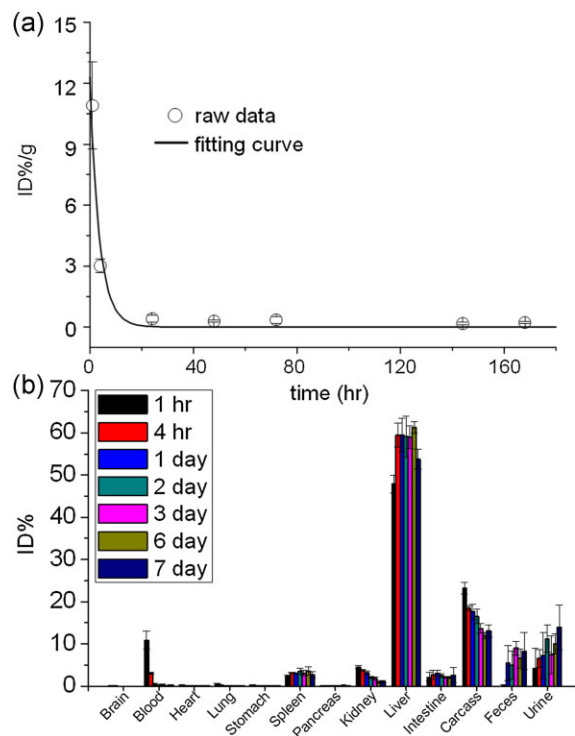 (a)
15
12
9
6
3
0
ID%/g
raw data
fitting curve
0 40 80 120 160
time (hr)
(b)
70
60
50
40
30
20
10
0
ID%
1 hr
4 hr
1 day
2 day
3 day
6 day
7 day
Brain
Blood
Heart
Lung
Stomach
Spleen
Pancreas
Kidney
Liver
Intestine
Carcass
Feces
Urine